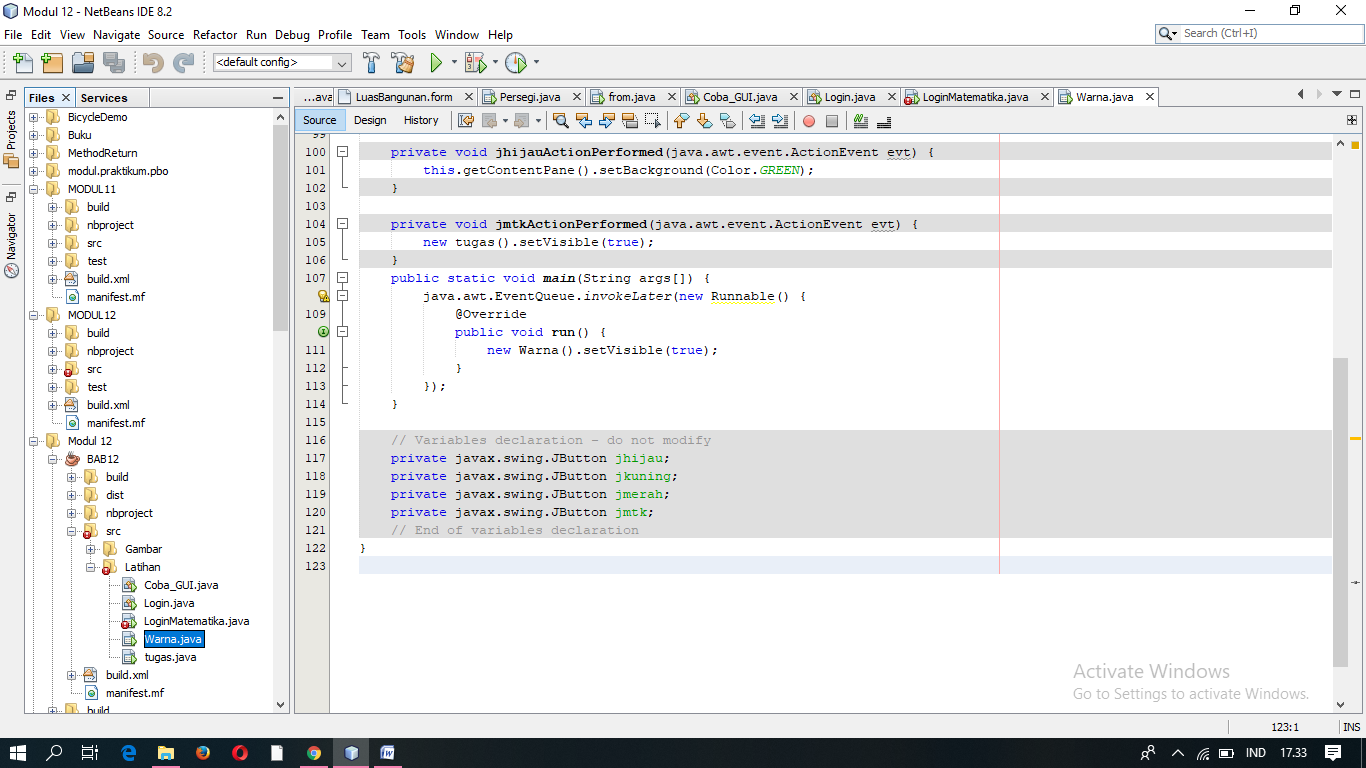 Modul 12 - NetBeans IDE 8.2
File Edit View Navigate Source Refactor Run Debug Profile Team Tools Window Help
Search (Ctrl+I)
<default config>
Projects
Navigator
Files
Services
BicycleDemo
Buku
MethodReturn
modul.praktikum.pbo
MODUL11
build
nbproject
src
test
build.xml
manifest.mf
MODUL12
build
nbproject
src
test
build.xml
manifest.mf
Modul 12
BAB12
build
dist
nbproject
src
Gambar
Latihan
Coba_GUI.java
Login.java
LoginMatematika.java
Warna.java
tugas.java
build.xml
manifest.mf
build
...ava LuasBangunan.form Persegi.java from.java Coba_GUI.java Login.java LoginMatematika.java Warna.java
Source Design History
99
100 private void jhijauActionPerformed(java.awt.event.ActionEvent evt) {
101 this.getContentPane().setBackground(Color.GREEN);
102 }
103
104 private void jmtkActionPerformed(java.awt.event.ActionEvent evt) {
105 new tugas().setVisible(true);
106 }
107 public static void main(String args[]) {
java.awt.EventQueue.invokeLater(new Runnable() {
109 @Override
public void run() {
111 new Warna().setVisible(true);
112 }
113 });
114 }
115
116 // Variables declaration - do not modify
117 private javax.swing.JButton jhijau;
118 private javax.swing.JButton jkuning;
119 private javax.swing.JButton jmerah;
120 private javax.swing.JButton jmtk;
121 // End of variables declaration
122 }
123
Activate Windows
Go to Settings to activate Windows.
123:1 INS
IND 17.33